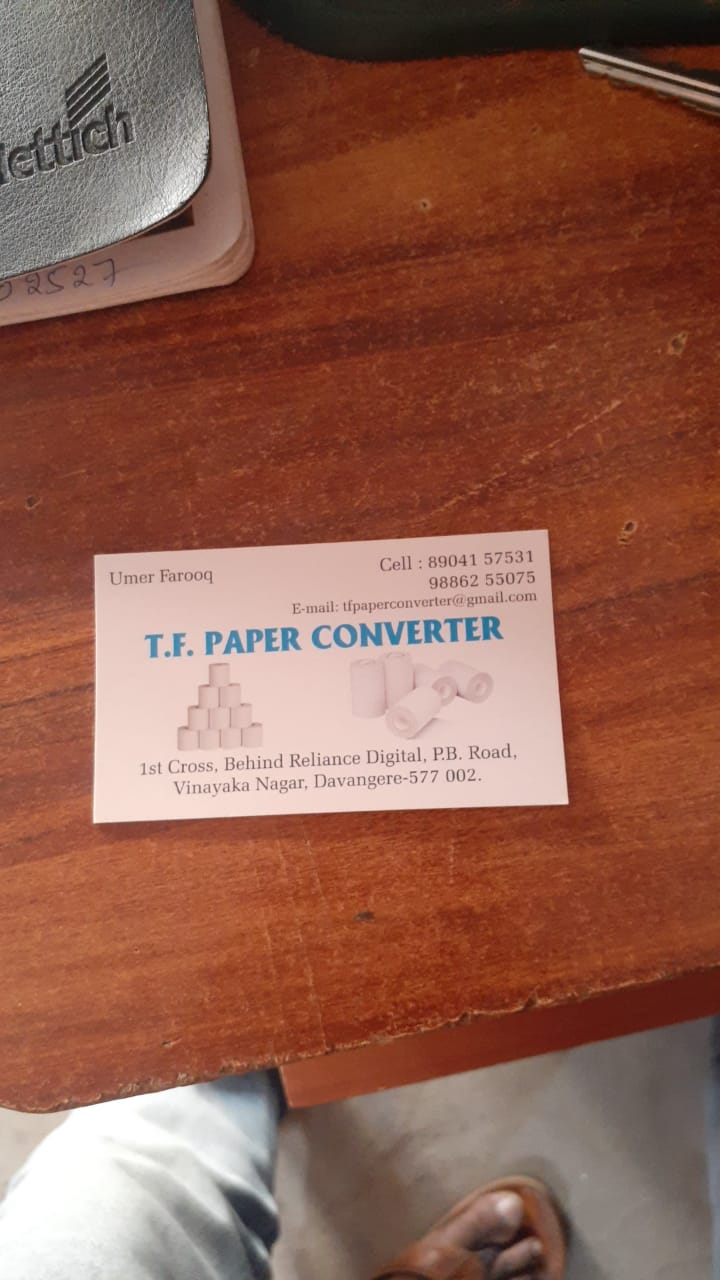 ettich
2527
Umer Farooq
Cell : 89041 57531
98862 55075
E-mail: tfpaperconverter@gmail.com
T.F. PAPER CONVERTER
1st Cross, Behind Reliance Digital, P.B. Road,
Vinayaka Nagar, Davangere-577 002.